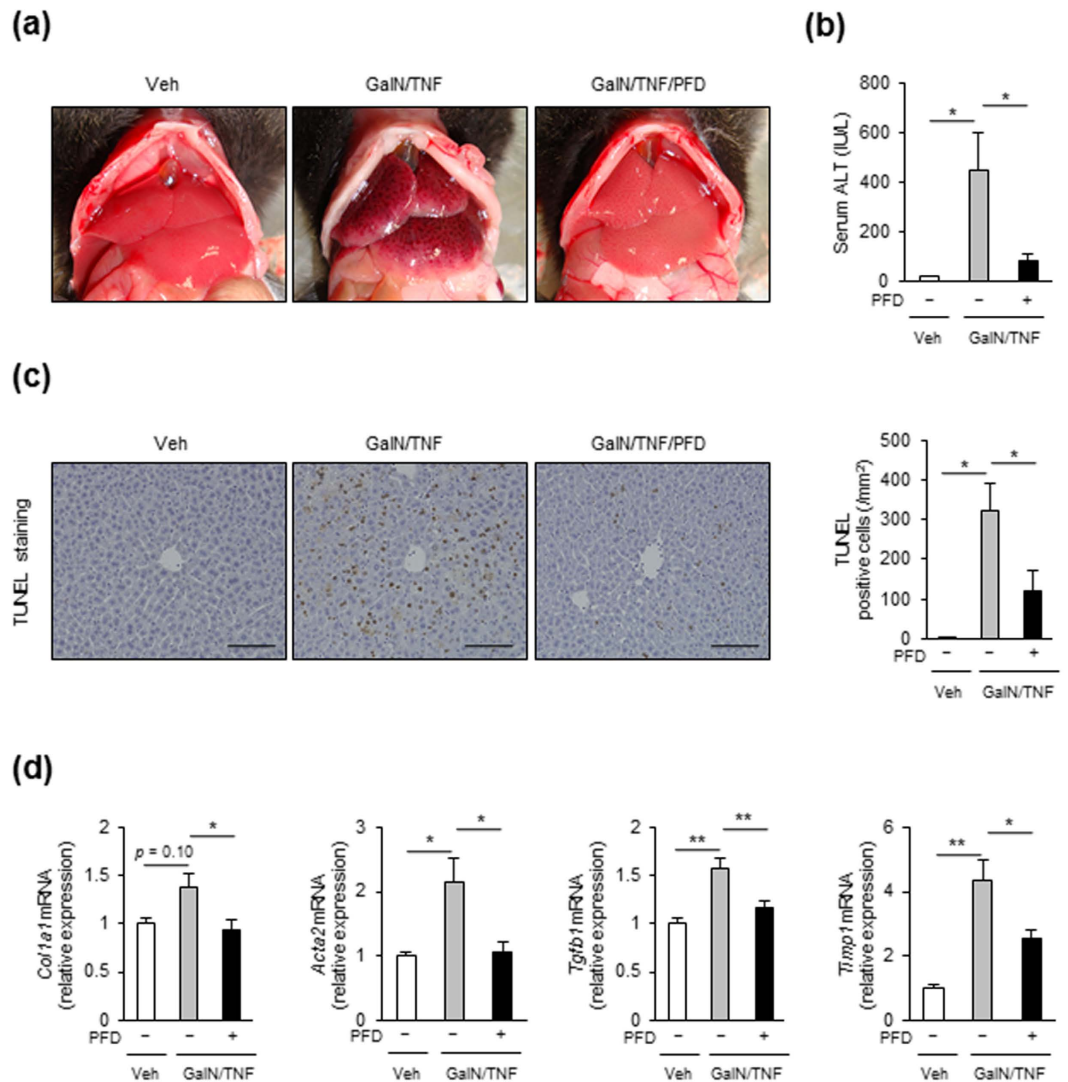 (a)
Veh GalN/TNF GalN/TNF/PFD
(b)
800
600
400
200
0
Serum ALT (IU/L)
* *
PFD − − +
Veh GalN/TNF
(c)
Veh GalN/TNF GalN/TNF/PFD
TUNEL staining
500
400
300
200
100
0
TUNEL
positive cells (/mm²)
* *
PFD − − +
Veh GalN/TNF
(d)
2
1.5
1
0.5
0
Col1a1 mRNA
(relative expression)
p = 0.10 *
PFD − − +
Veh GalN/TNF
3
2
1
0
Acta2 mRNA
(relative expression)
* *
PFD − − +
Veh GalN/TNF
2
1.5
1
0.5
0
Tgfb1 mRNA
(relative expression)
** **
PFD − − +
Veh GalN/TNF
6
4
2
0
Timp1 mRNA
(relative expression)
** *
PFD − − +
Veh GalN/TNF